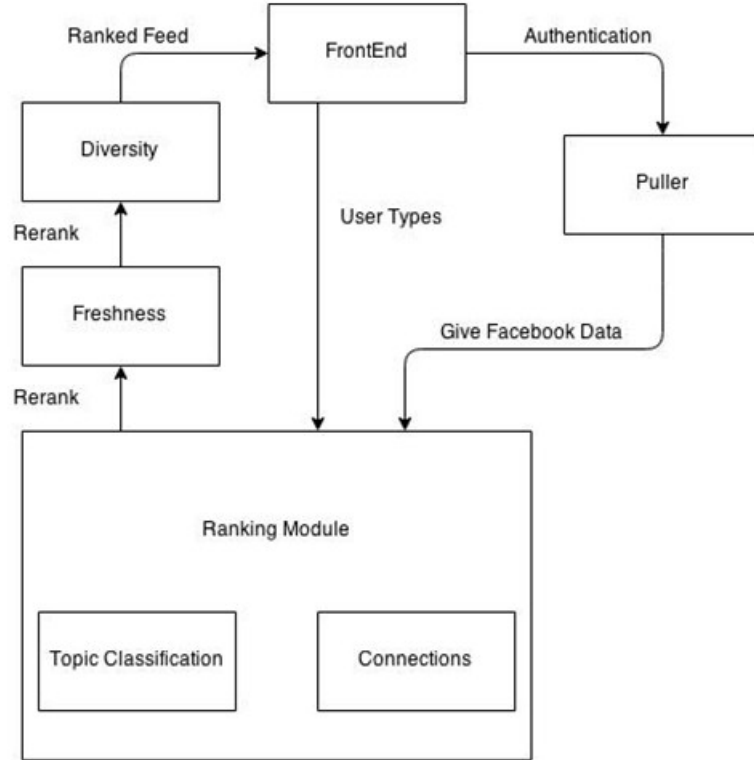 Ranked Feed
FrontEnd
Authentication
Diversity
Puller
User Types
Rerank
Freshness
Give Facebook Data
Rerank
Ranking Module
Topic Classification
Connections